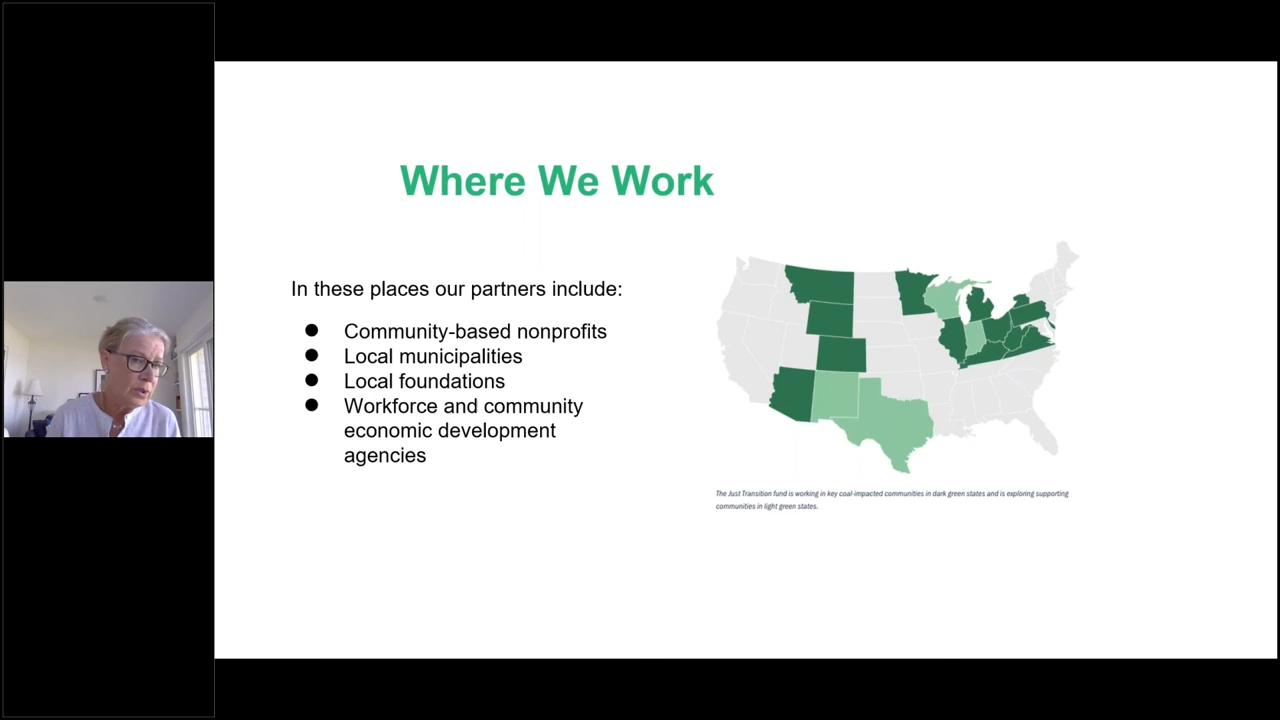 Where We Work
In these places our partners include:
● Community-based nonprofits
● Local municipalities
● Local foundations
● Workforce and community
economic development
agencies
The Just Transition fund is working in key coal-impacted communities in dark green states and is exploring supporting
communities in light green states.